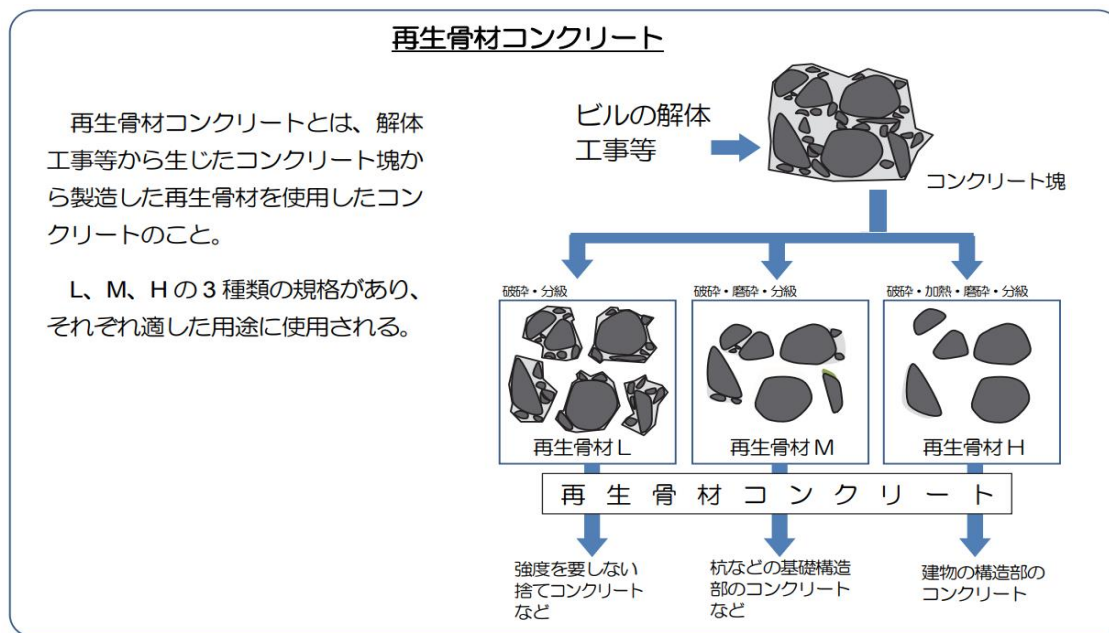 再生骨材コンクリート
再生骨材コンクリートとは、解体
工事等から生じたコンクリート塊か
ら製造した再生骨材を使用したコン
クリートのこと。
L、M、H の 3 種類の規格があり、
それぞれ適した用途に使用される。
ビルの解体
工事等
コンクリート塊
破砕・分級
破砕・磨砕・分級
破砕・加熱・磨砕・分級
再生骨材 L
再生骨材 M
再生骨材 H
再生骨材コンクリート
強度を要しない
捨てコンクリート
など
杭などの基礎構造
部のコンクリート
など
建物の構造部の
コンクリート